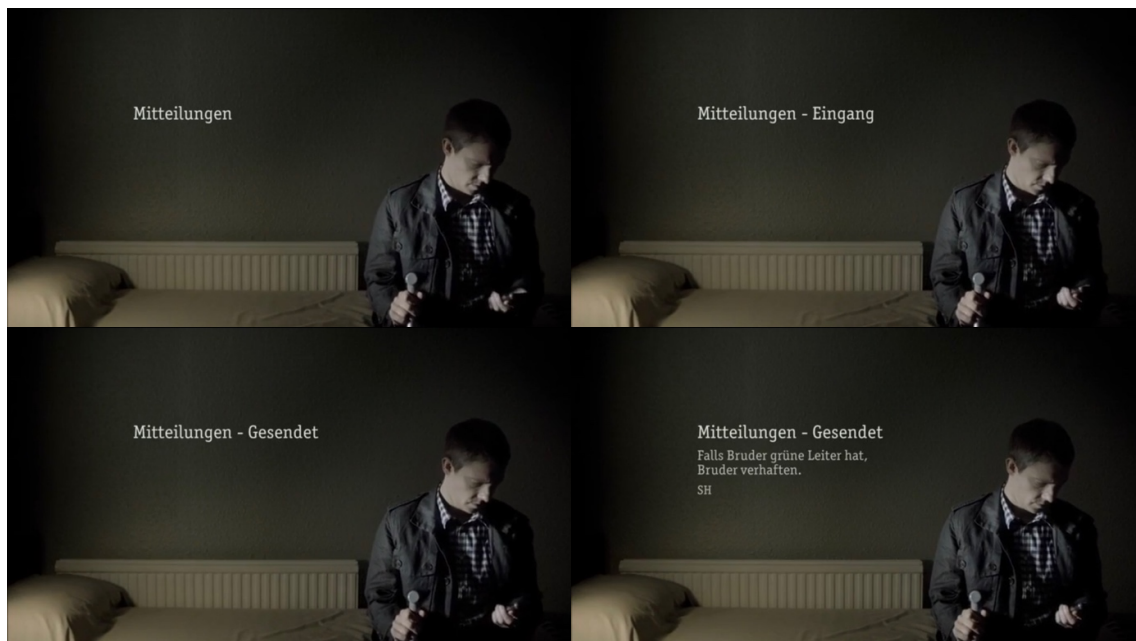 Mitteilungen
Mitteilungen - Eingang
Mitteilungen - Gesendet
Mitteilungen - Gesendet
Falls Bruder grüne Leiter hat,
Bruder verhaften.
SH